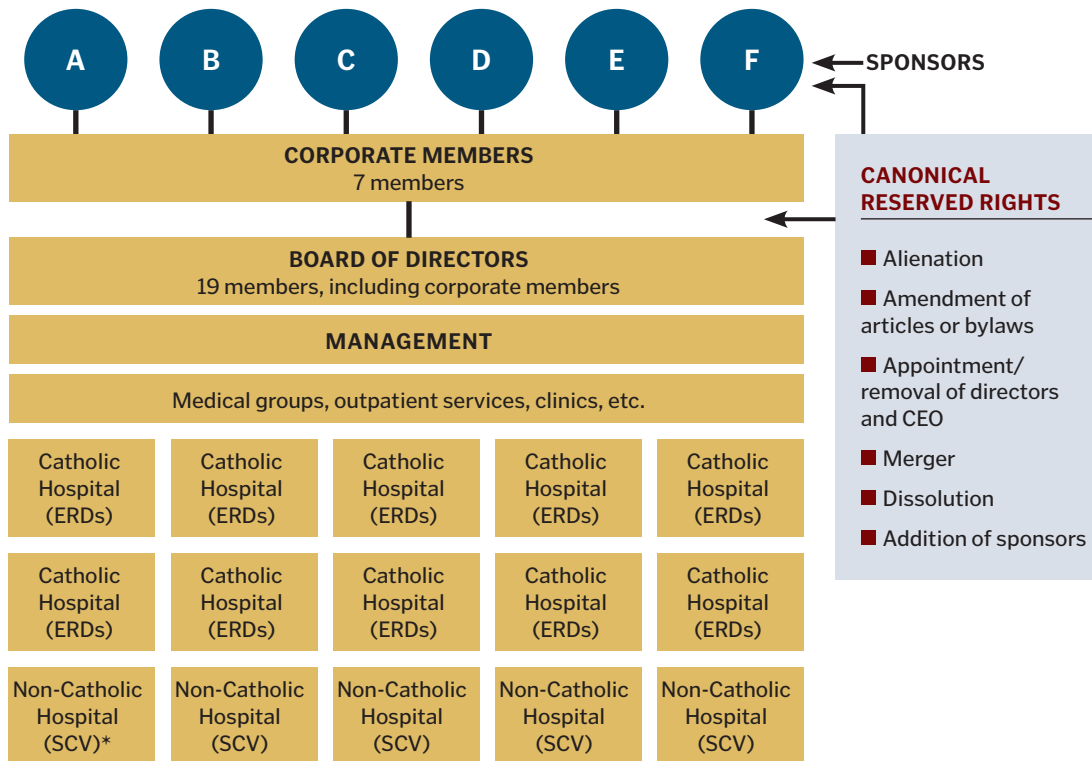 A B C D E F
SPONSORS
CORPORATE MEMBERS
7 members
CANONICAL
RESERVED RIGHTS
■ Alienation
■ Amendment of
articles or bylaws
■ Appointment/
removal of directors
and CEO
■ Merger
■ Dissolution
■ Addition of sponsors
BOARD OF DIRECTORS
19 members, including corporate members
MANAGEMENT
Medical groups, outpatient services, clinics, etc.
Catholic
Hospital
(ERDs)
Catholic
Hospital
(ERDs)
Catholic
Hospital
(ERDs)
Catholic
Hospital
(ERDs)
Catholic
Hospital
(ERDs)
Catholic
Hospital
(ERDs)
Catholic
Hospital
(ERDs)
Catholic
Hospital
(ERDs)
Catholic
Hospital
(ERDs)
Catholic
Hospital
(ERDs)
Non-Catholic
Hospital
(SCV)*
Non-Catholic
Hospital
(SCV)
Non-Catholic
Hospital
(SCV)
Non-Catholic
Hospital
(SCV)
Non-Catholic
Hospital
(SCV)